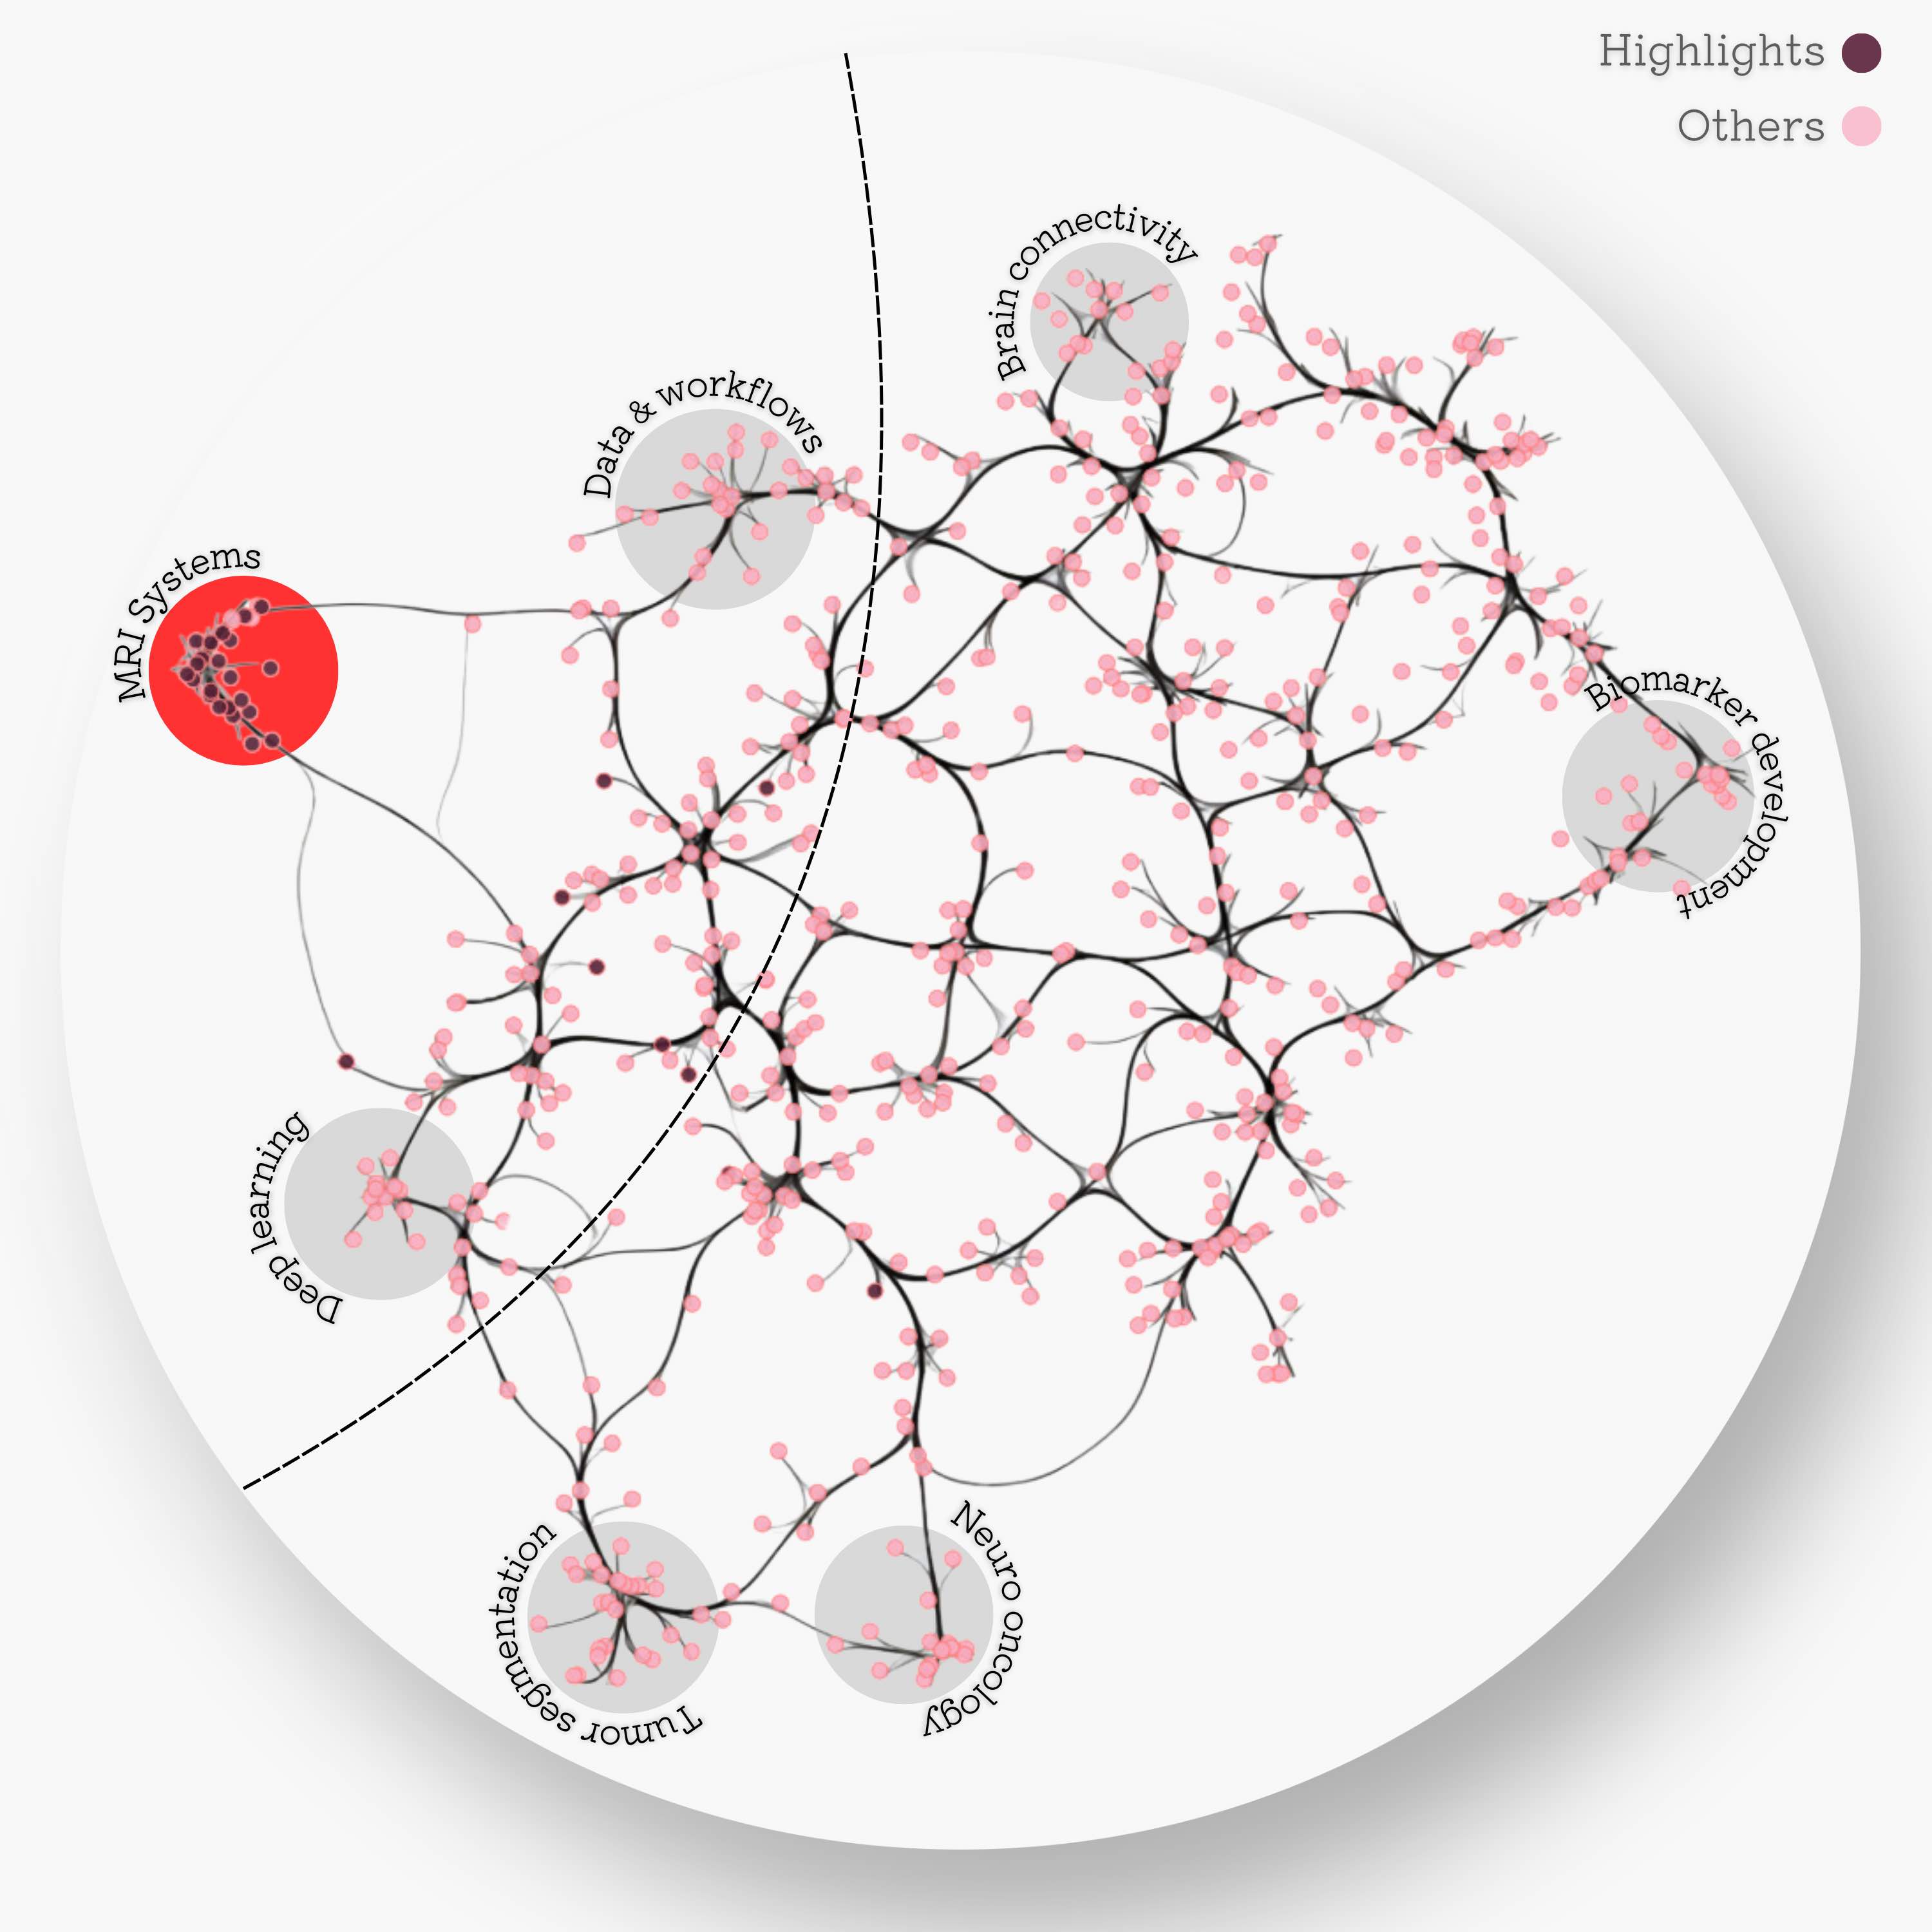 Highlights
Others
Brain connectivity
Data & workflows
MRI Systems
Biomarker development
Deep learning
Neuro oncology
Tumor segmentation